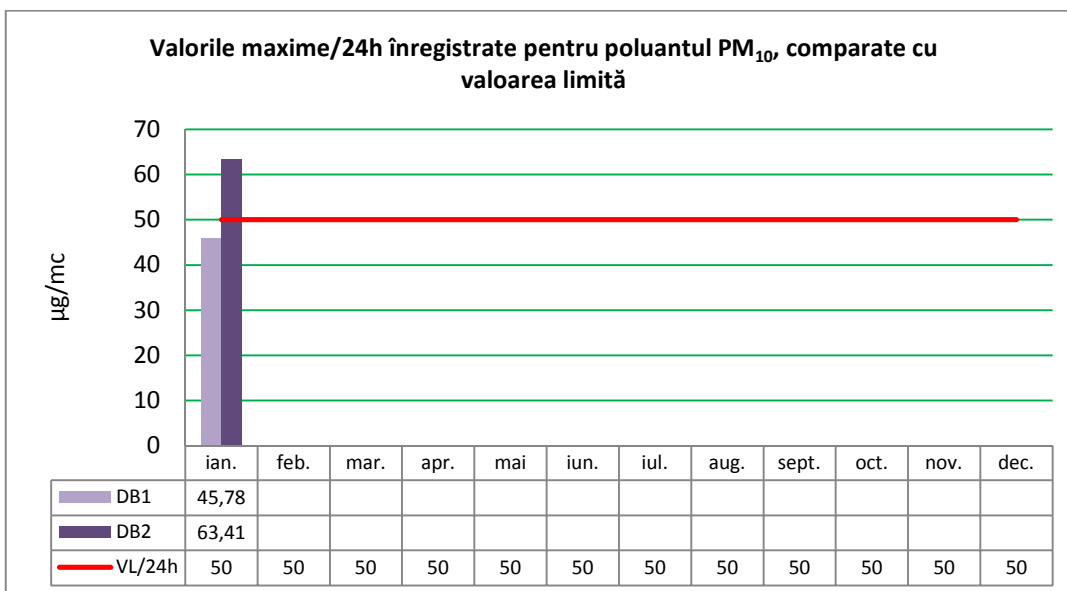 Valorile maxime/24h înregistrate pentru poluantul PM₁₀, comparate cu
valoarea limită
µg/mc
70
60
50
40
30
20
10
0
ian. feb. mar. apr. mai iun. iul. aug. sept. oct. nov. dec.
DB1 45,78
DB2 63,41
VL/24h 50 50 50 50 50 50 50 50 50 50 50 50